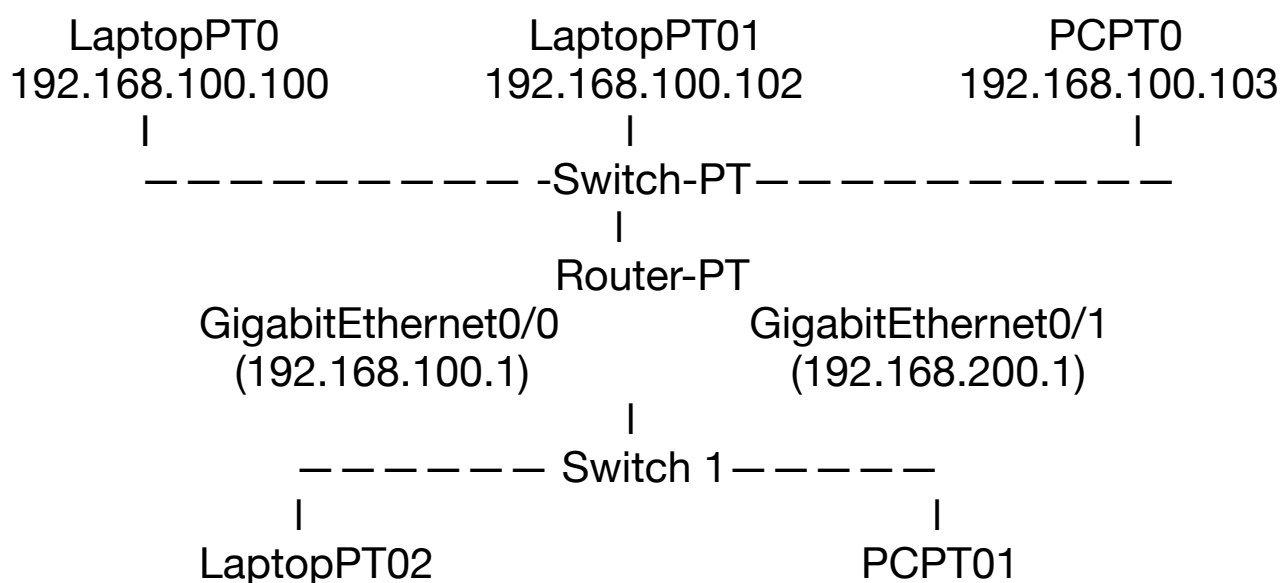 LaptopPT0 LaptopPT01 PCPT0
192.168.100.100 192.168.100.102 192.168.100.103
| | |
— — — — — — — — — -Switch-PT— — — — — — — — — —
|
Router-PT
GigabitEthernet0/0 GigabitEthernet0/1
(192.168.100.1) (192.168.200.1)
|
— — — — — — Switch 1— — — — —
| |
LaptopPT02 PCPT01